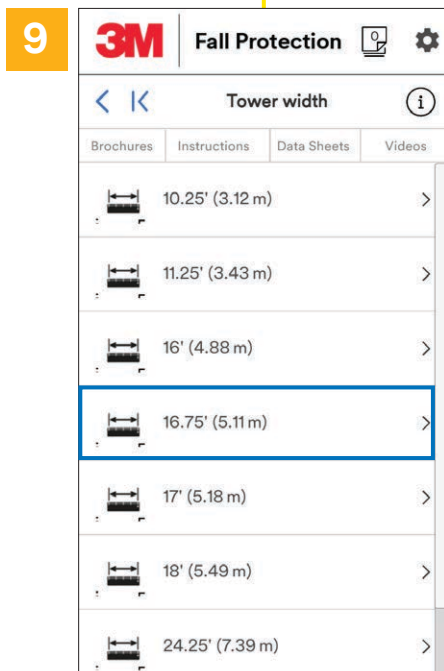 9
3M Fall Protection 0
Tower width i
Brochures Instructions Data Sheets Videos
10.25' (3.12 m)
11.25' (3.43 m)
16' (4.88 m)
16.75' (5.11 m)
17' (5.18 m)
18' (5.49 m)
24.25' (7.39 m)